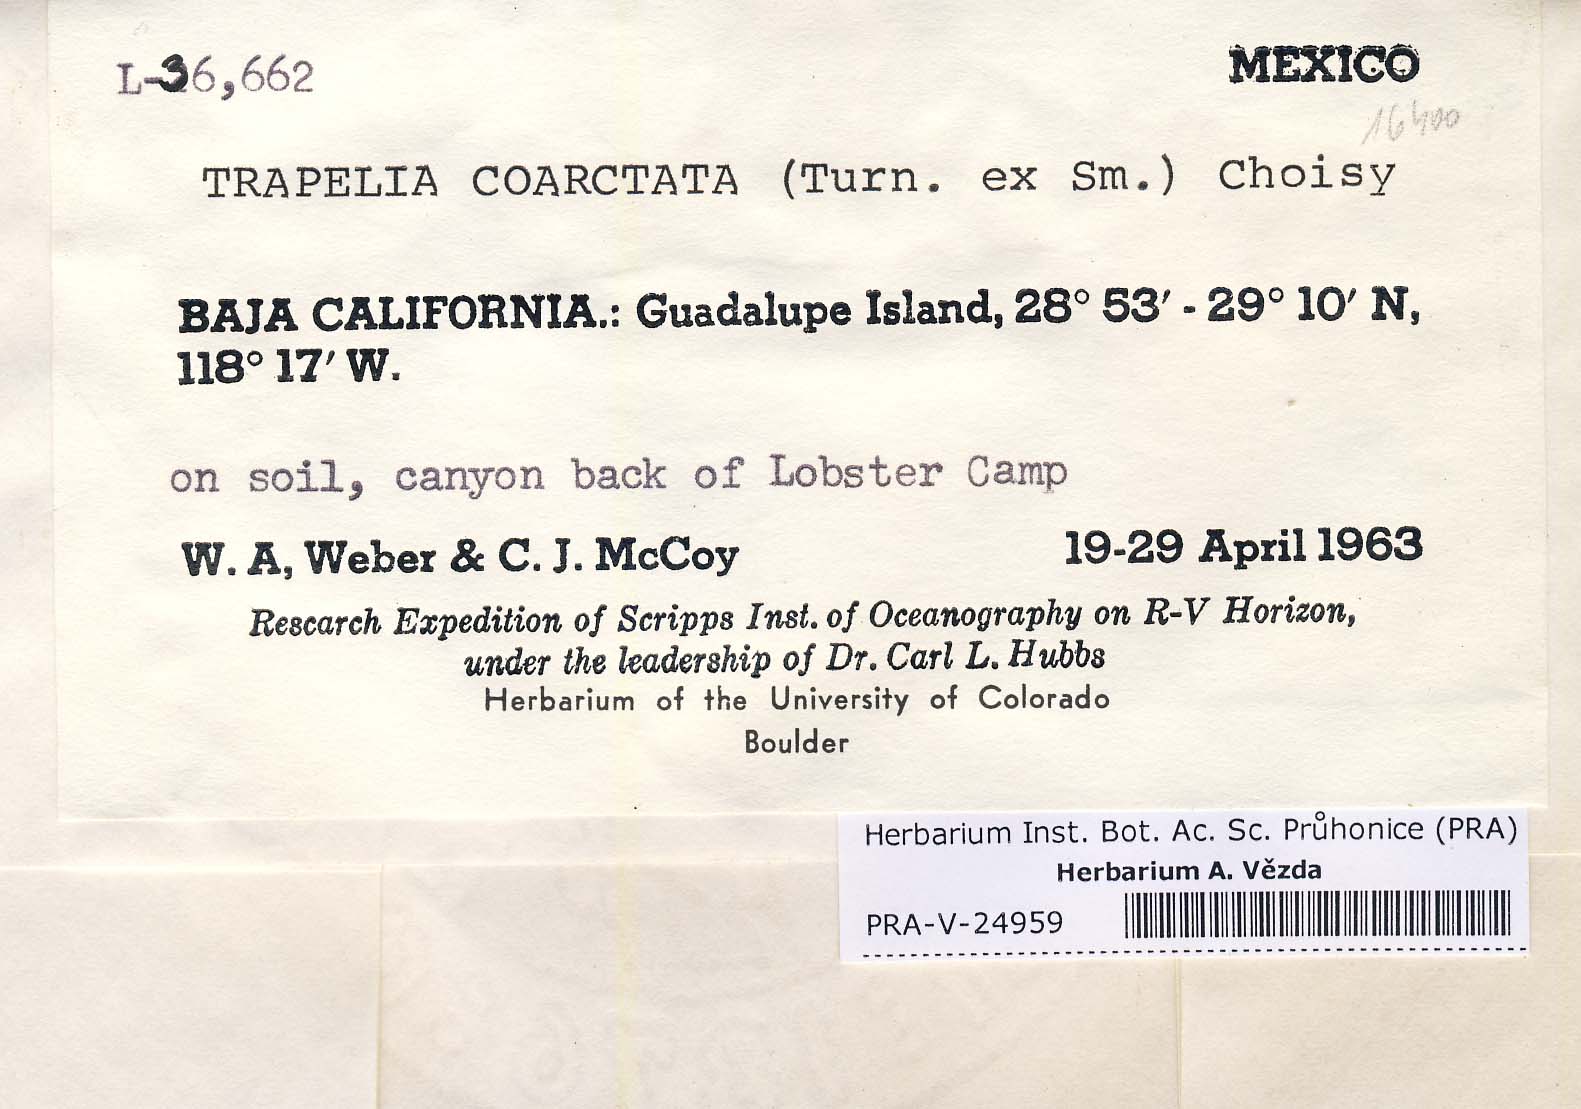 L-36,662
MEXICO
16400
TRAPELIA COARCTATA (Turn. ex Sm.) Choisy
BAJA CALIFORNIA.: Guadalupe Island, 28° 53′ - 29° 10′ N,
118° 17′ W.
on soil, canyon back of Lobster Camp
W. A, Weber & C. J. McCoy 19-29 April 1963
Research Expedition of Scripps Inst. of Oceanography on R-V Horizon,
under the leadership of Dr. Carl L. Hubbs
Herbarium of the University of Colorado
Boulder
Herbarium Inst. Bot. Ac. Sc. Průhonice (PRA)
Herbarium A. Vězda
PRA-V-24959